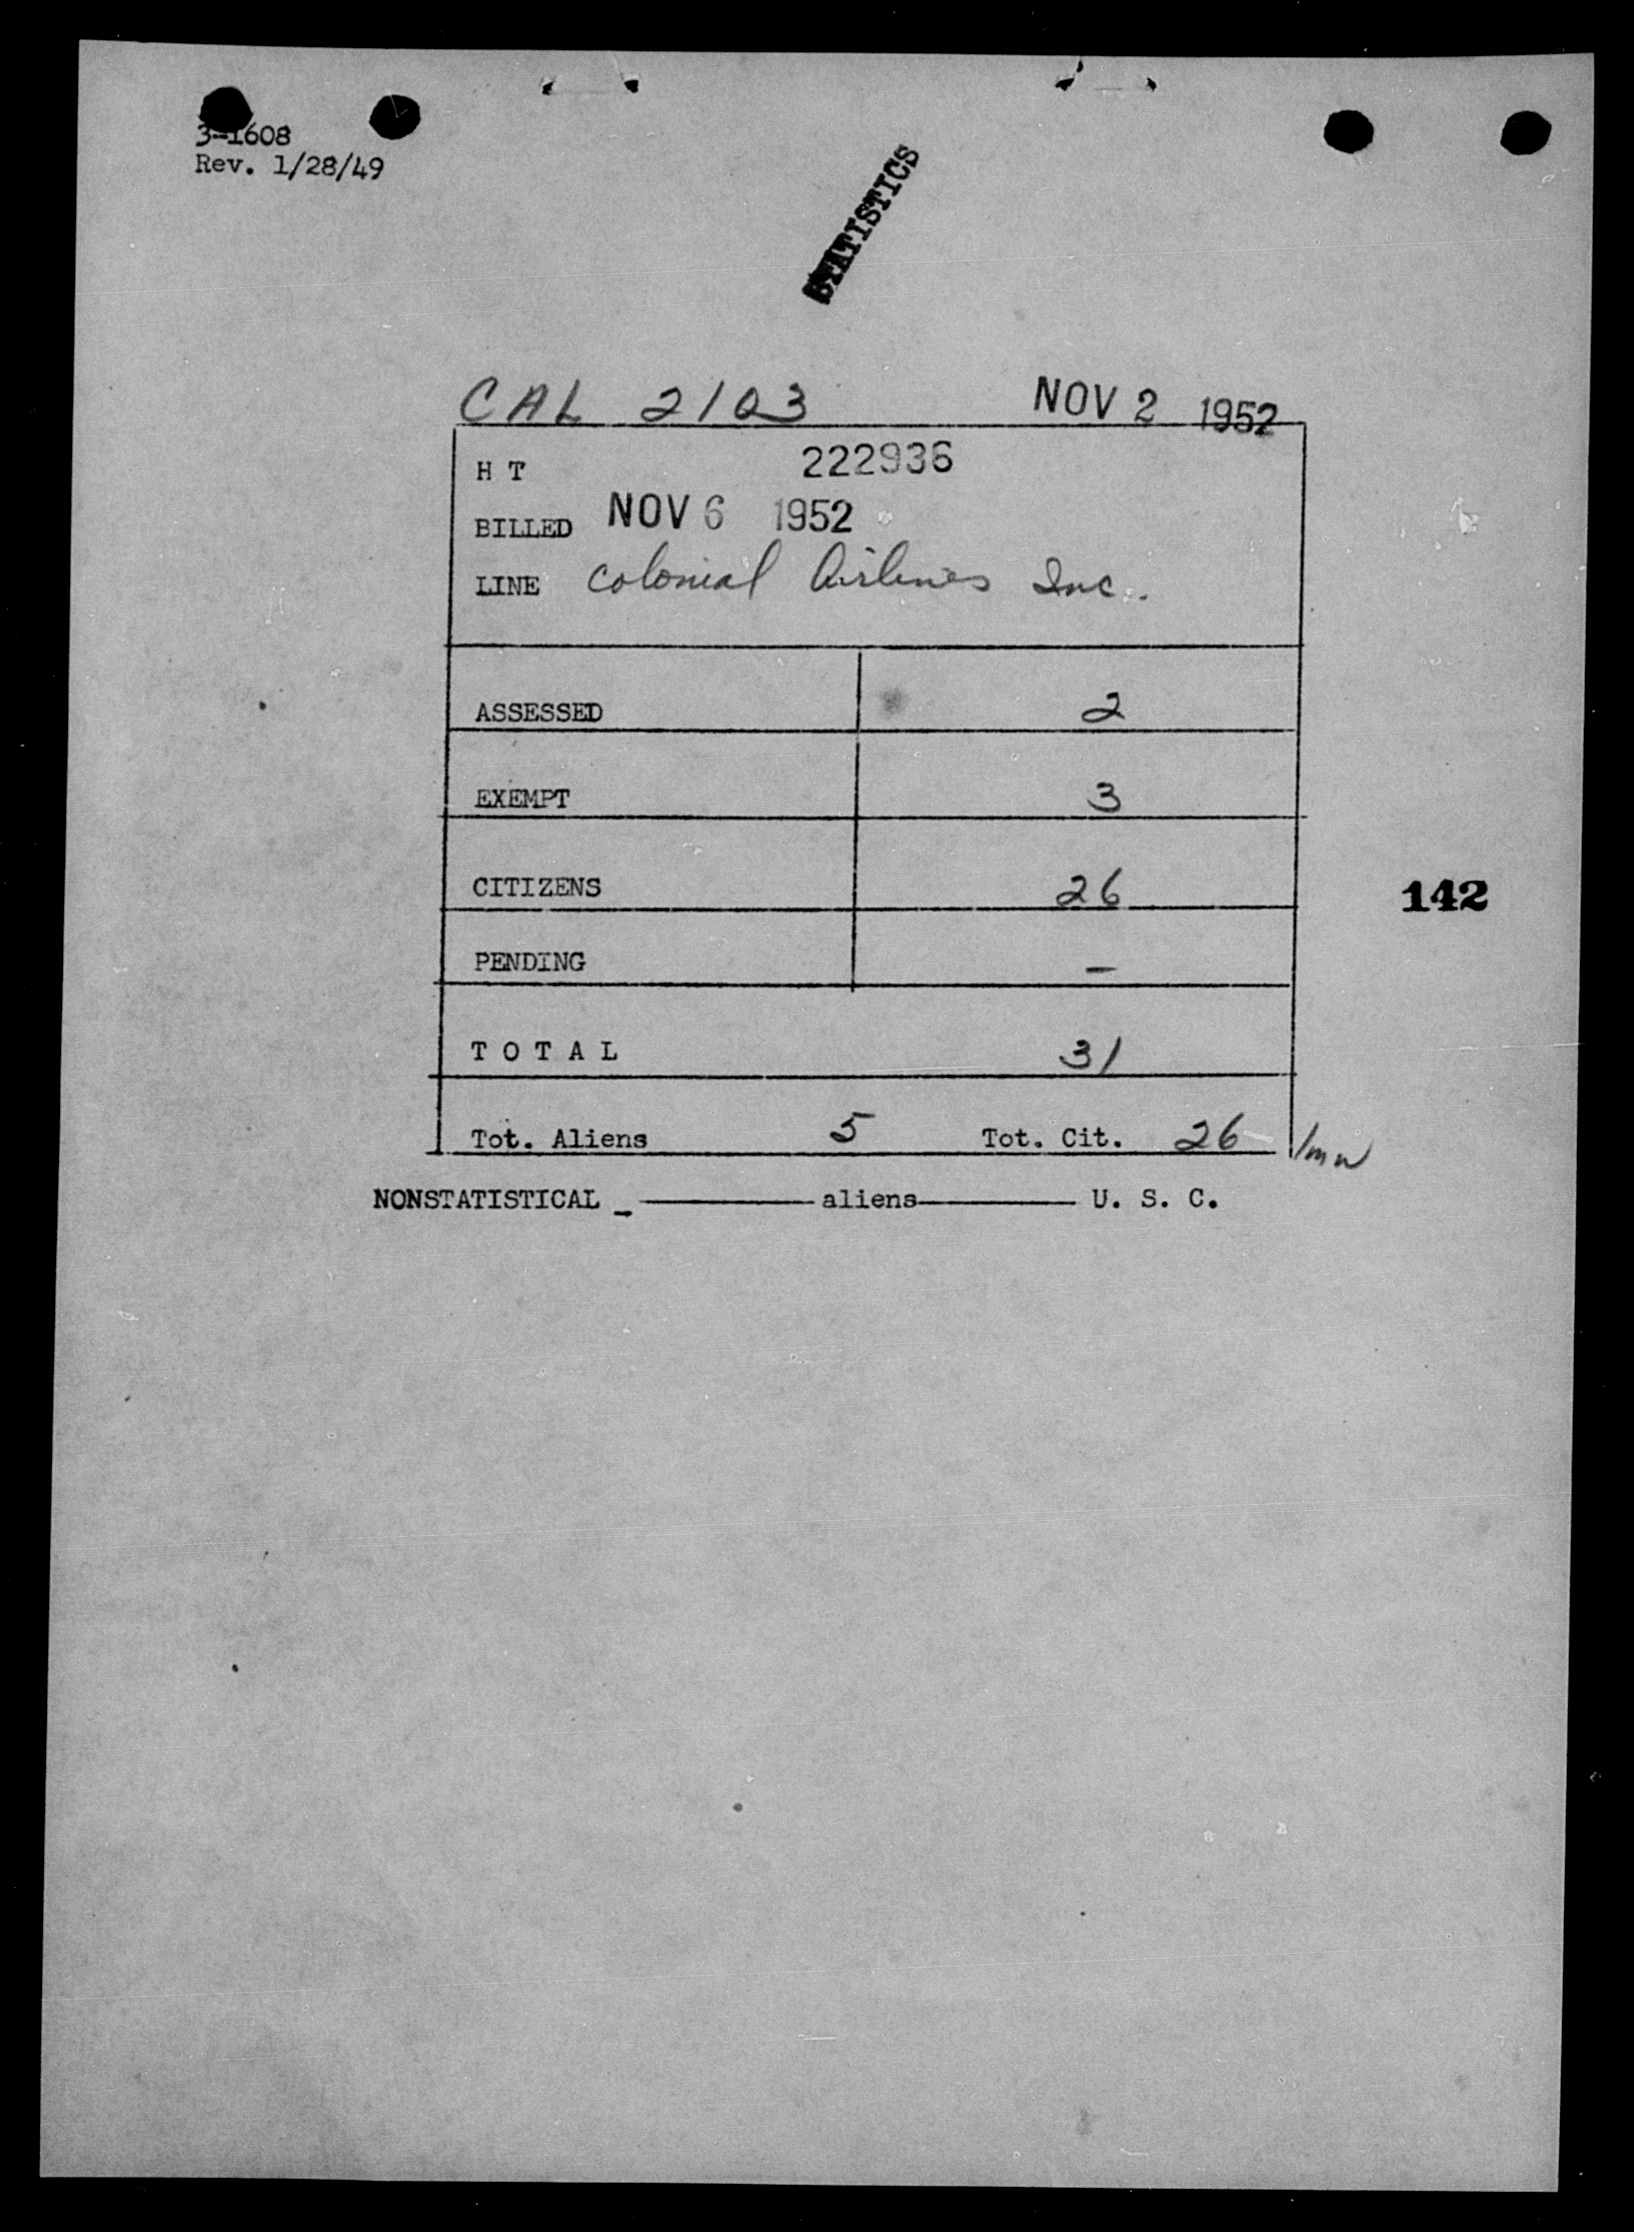 3-1608
Rev. 1/28/49
STATISTICS
CAL 2103 NOV 2 1952
H T 222936
BILLED NOV 6 1952
LINE Colonial Airlines Inc.
ASSESSED 2
EXEMPT 3
CITIZENS 26
142
PENDING –
T O T A L 31
Tot. Aliens 5 Tot. Cit. 26 /mw
NONSTATISTICAL _ ———— aliens ———— U. S. C.